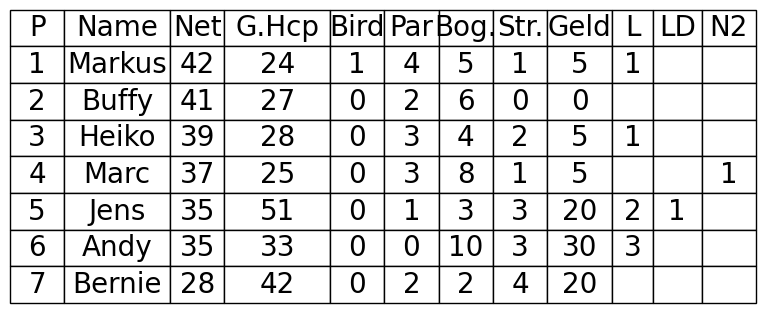 P Name Net G.Hcp Bird Par Bog. Str. Geld L LD N2
1 Markus 42 24 1 4 5 1 5 1
2 Buffy 41 27 0 2 6 0 0
3 Heiko 39 28 0 3 4 2 5 1
4 Marc 37 25 0 3 8 1 5 1
5 Jens 35 51 0 1 3 3 20 2 1
6 Andy 35 33 0 0 10 3 30 3
7 Bernie 28 42 0 2 2 4 20